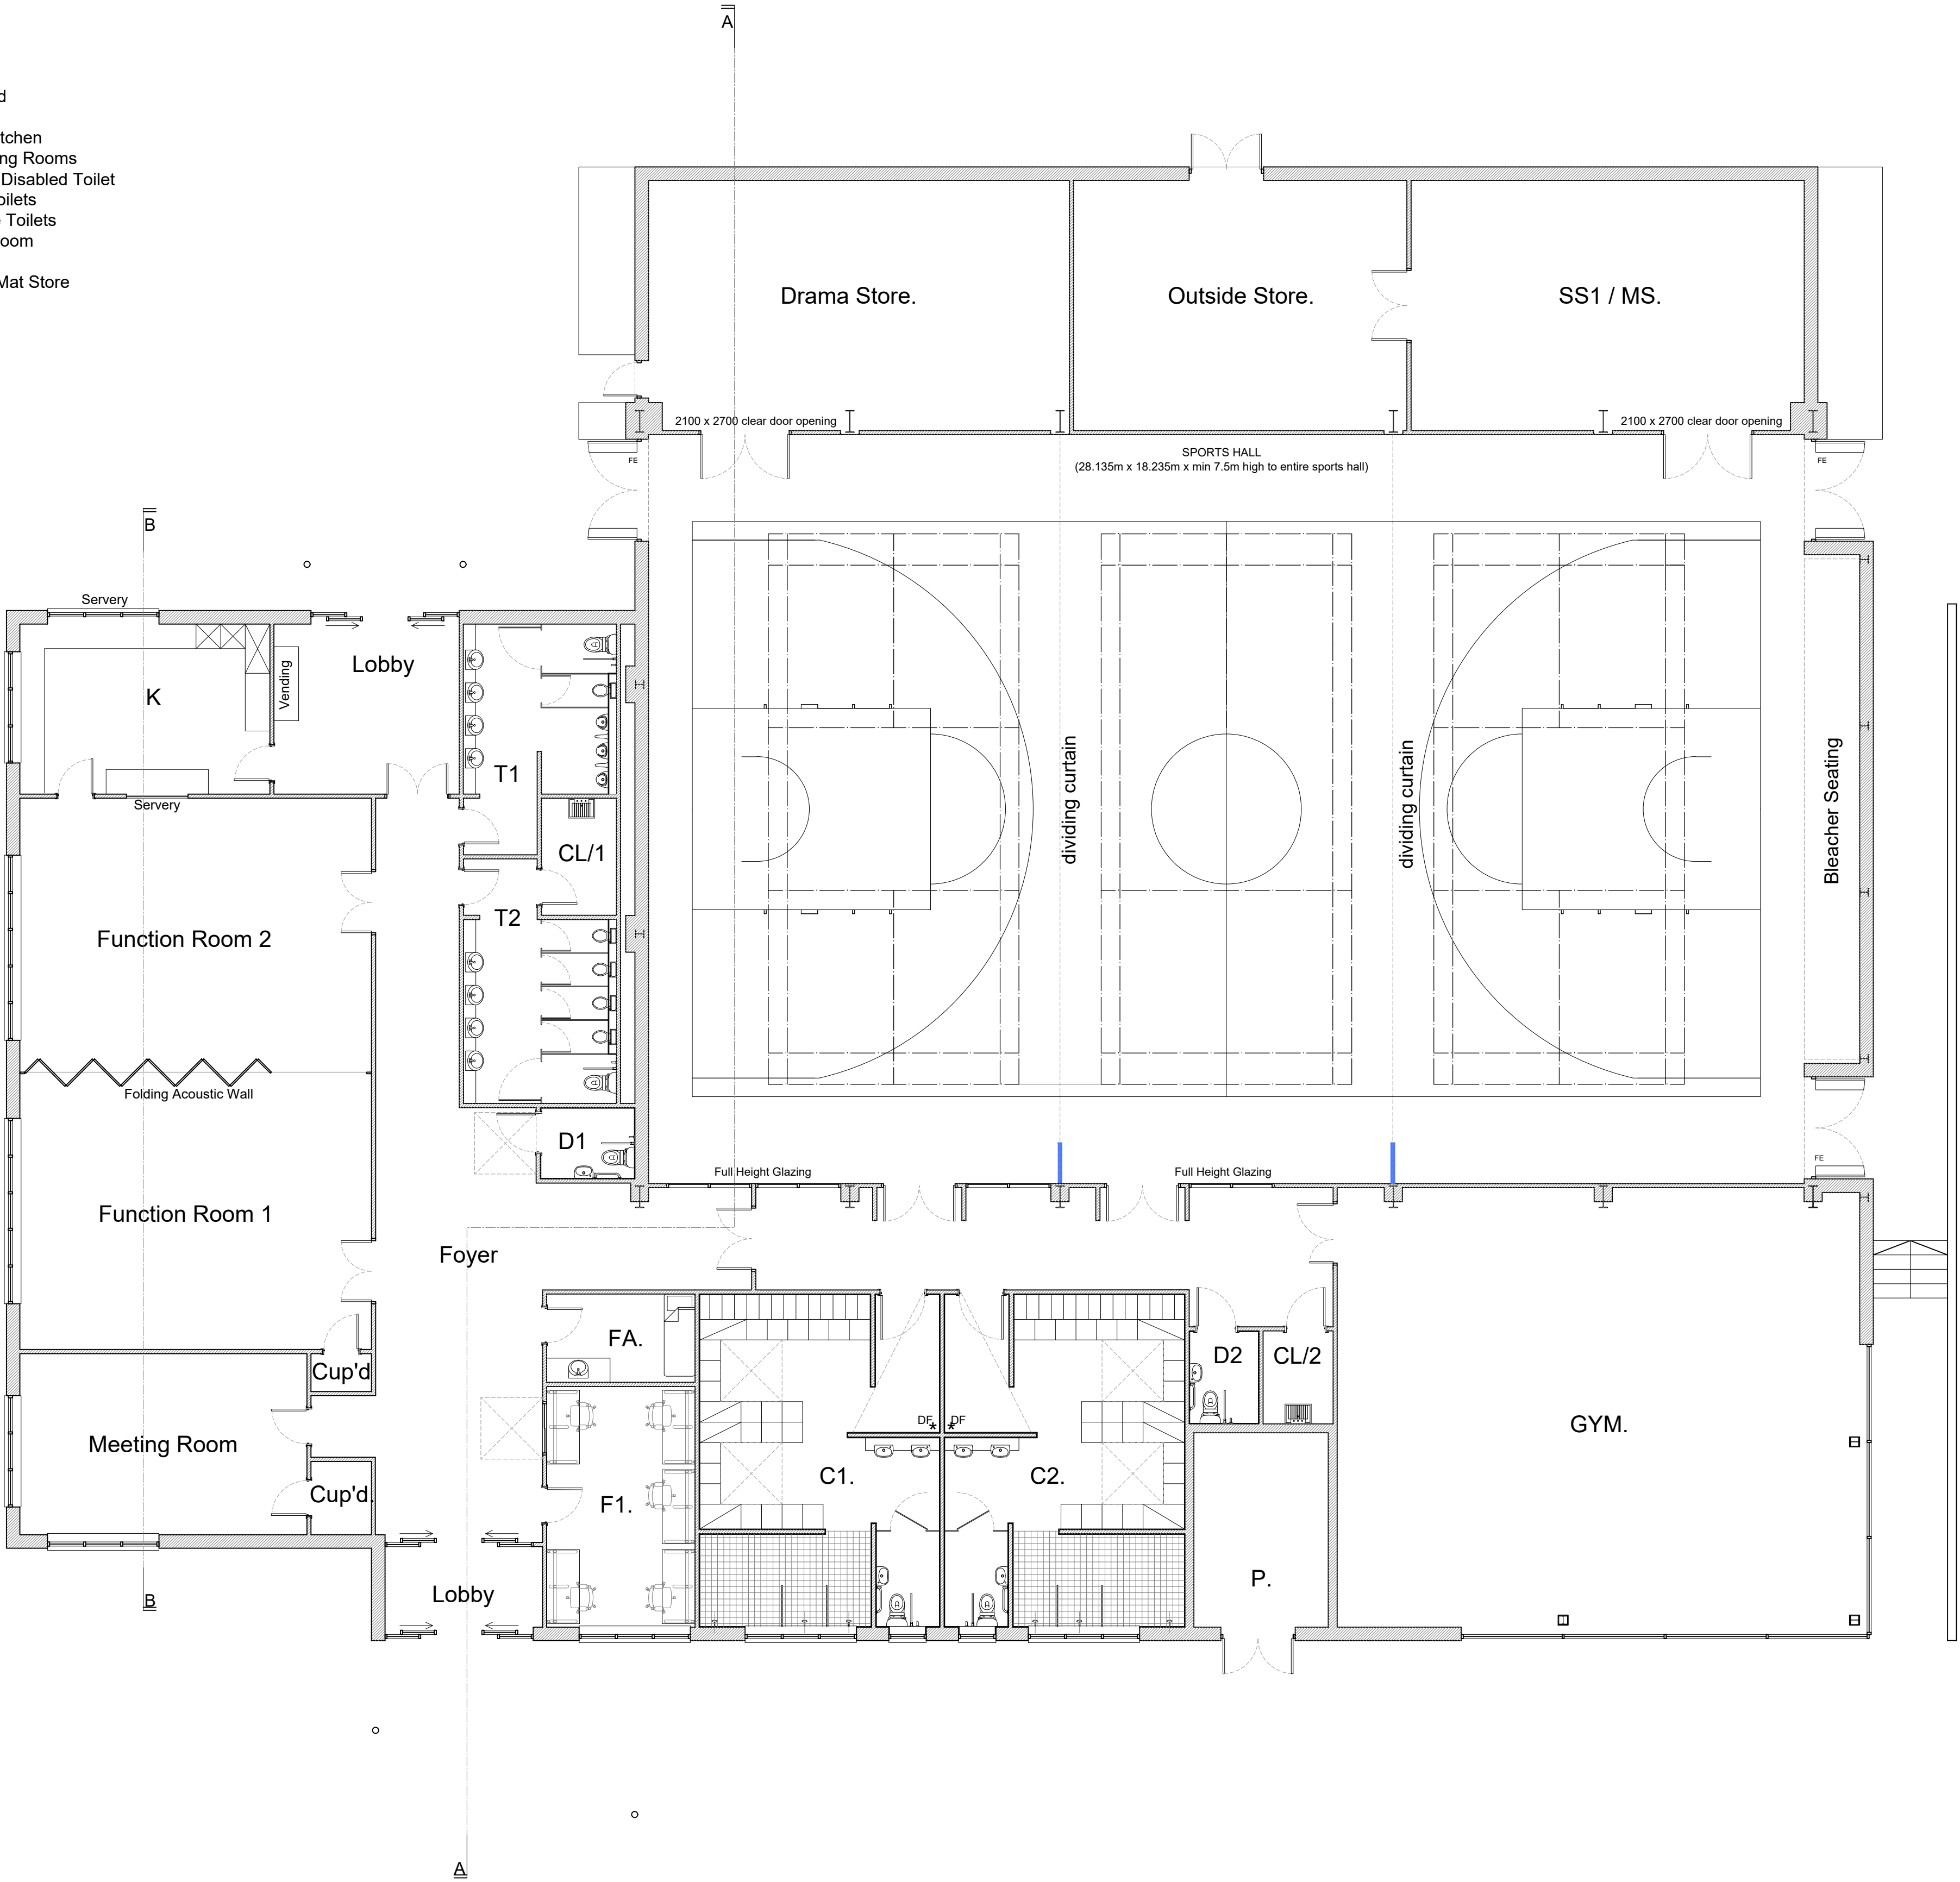 A
d
tchen
ng Rooms
Disabled Toilet
oilets
e Toilets
oom
Mat Store
Drama Store.
Outside Store.
SS1 / MS.
2100 x 2700 clear door opening
2100 x 2700 clear door opening
SPORTS HALL
(28.135m x 18.235m x min 7.5m high to entire sports hall)
FE
FE
B
Servery
Lobby
Vending
K
T1
Servery
CL/1
dividing curtain
dividing curtain
Bleacher Seating
T2
Function Room 2
Folding Acoustic Wall
D1
FE
Full Height Glazing
Full Height Glazing
Function Room 1
Foyer
FA.
D2
CL/2
Cup'd
DF
DF
*
*
GYM.
Meeting Room
C1.
C2.
Cup'd.
F1.
P.
Lobby
B
A